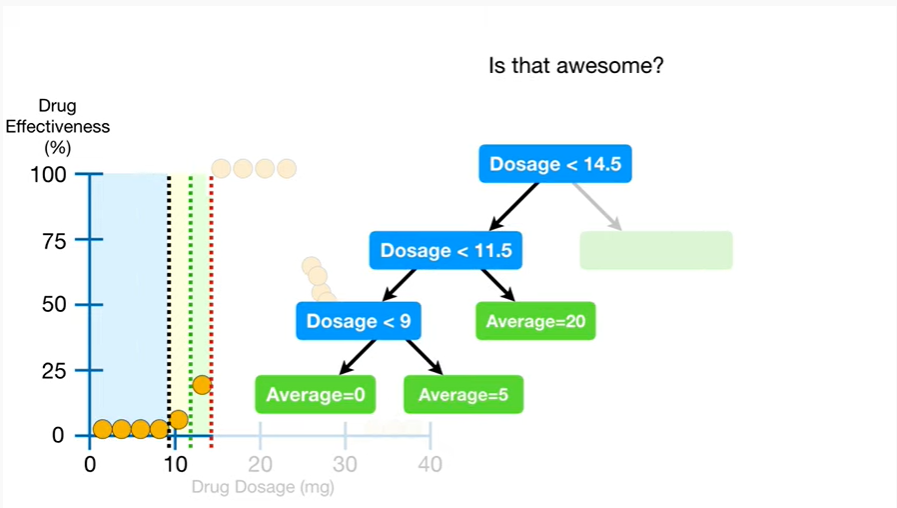 Is that awesome?
Drug
Effectiveness
(%)
100
75
50
25
0
0 10 20 30 40
Drug Dosage (mg)
Dosage < 14.5
Dosage < 11.5
Dosage < 9
Average=20
Average=0
Average=5